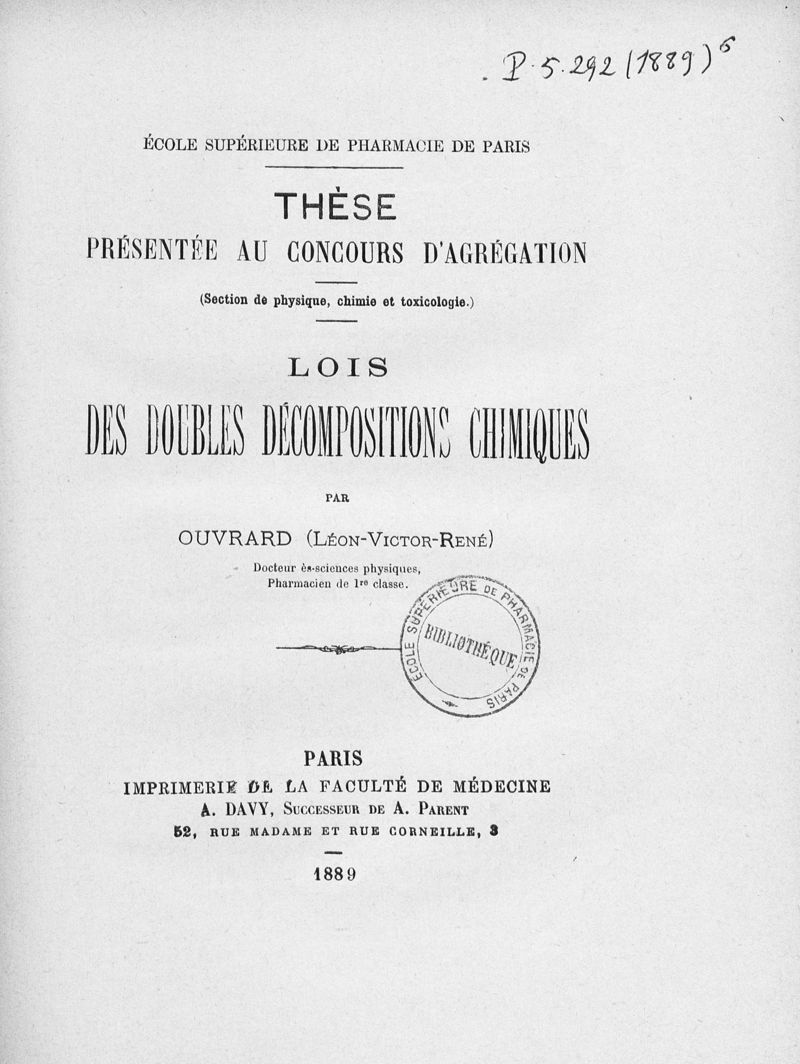 P. 5. 292 (1889) 6
ÉCOLE SUPÉRIEURE DE PHARMACIE DE PARIS
THÈSE
PRÉSENTÉE AU CONCOURS D'AGRÉGATION
(Section de physique, chimie et toxicologie.)
LOIS
DES DOUBLES DÉCOMPOSITIONS CHIMIQUES
PAR
OUVRARD (LÉON-VICTOR-RENÉ)
Docteur ès-sciences physiques,
Pharmacien de 1re classe.
ÉCOLE SUPÉRIEURE DE PHARMACIE DE PARIS
BIBLIOTHÉQUE
PARIS
IMPRIMERIE DE LA FACULTÉ DE MÉDECINE
A. DAVY, SUCCESSEUR DE A. PARENT
52, RUE MADAME ET RUE CORNEILLE, 3
1889